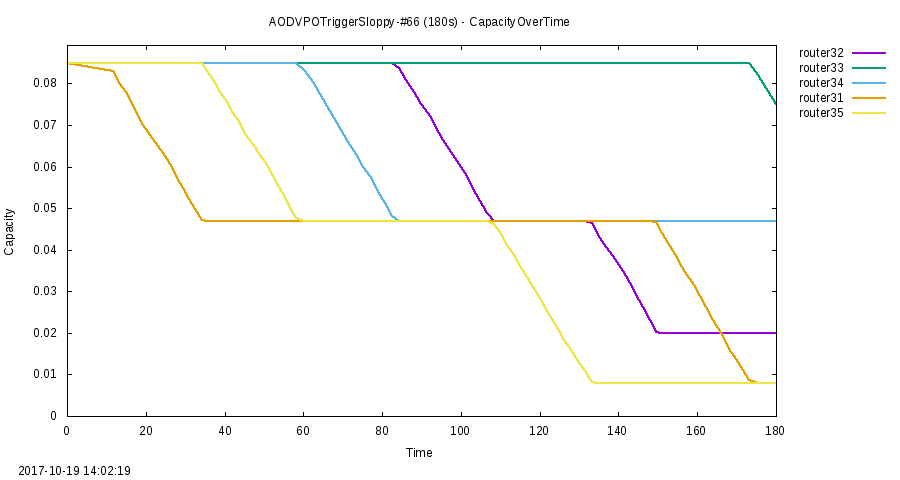 AODVPOTriggerSloppy-#66 (180s) - CapacityOverTime
router32
router33
router34
router31
router35
0.08
0.07
0.06
0.05
0.04
0.03
0.02
0.01
0
Capacity
0 20 40 60 80 100 120 140 160 180
Time
2017-10-19 14:02:19